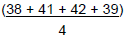 (38 + 41 + 42 + 39)
4